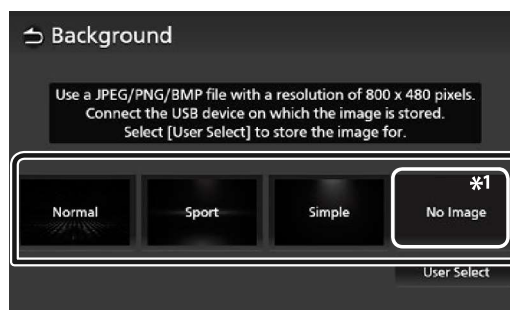 Background
Use a JPEG/PNG/BMP file with a resolution of 800 x 480 pixels.
Connect the USB device on which the image is stored.
Select [User Select] to store the image for.
*1
Normal Sport Simple No Image
User Select